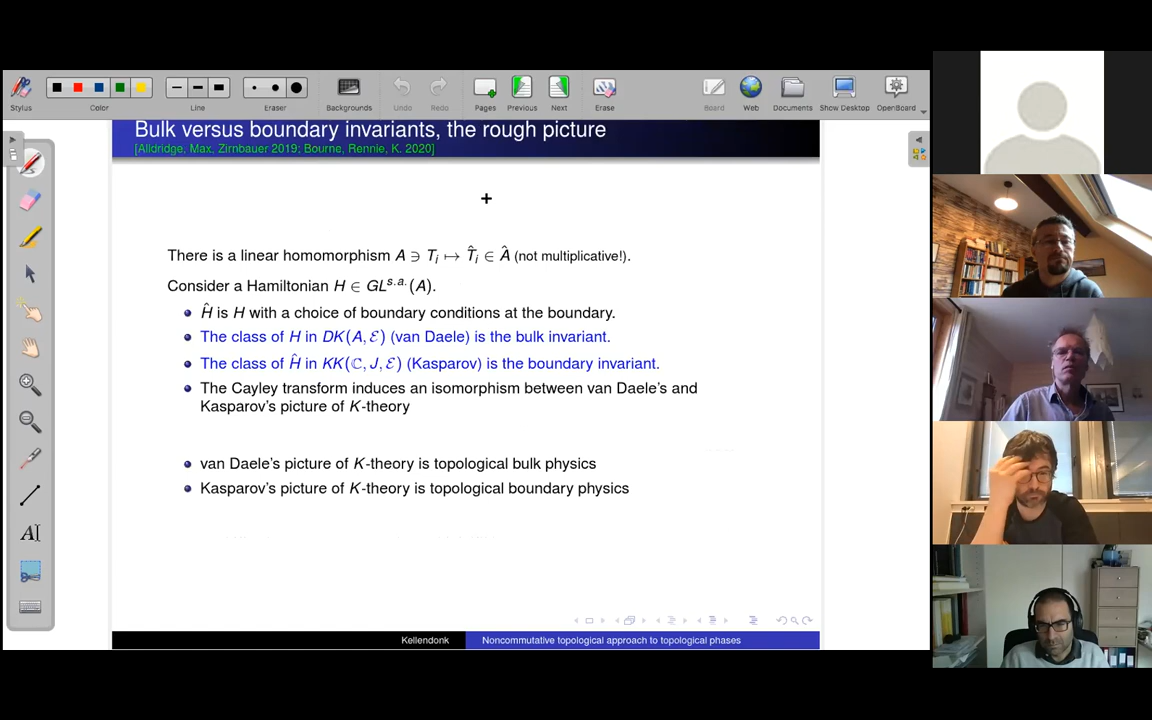 Stylus
Color
Line
Eraser
Backgrounds
Undo
Redo
Pages
Previous
Next
Erase
Board
Web
Documents
Show Desktop
OpenBoard
Bulk versus boundary invariants, the rough picture
[Alldridge, Max, Zirnbauer 2019; Bourne, Rennie, K. 2020]
There is a linear homomorphism A ∋ Tᵢ ↦ T̂ᵢ ∈ Â (not multiplicative!).
Consider a Hamiltonian H ∈ GLˢ·ᵃ·(A).
Ĥ is H with a choice of boundary conditions at the boundary.
The class of H in DK(A, ℰ) (van Daele) is the bulk invariant.
The class of Ĥ in KK(ℂ, J, ℰ) (Kasparov) is the boundary invariant.
The Cayley transform induces an isomorphism between van Daele's and
Kasparov's picture of K-theory
van Daele's picture of K-theory is topological bulk physics
Kasparov's picture of K-theory is topological boundary physics
Kellendonk
Noncommutative topological approach to topological phases